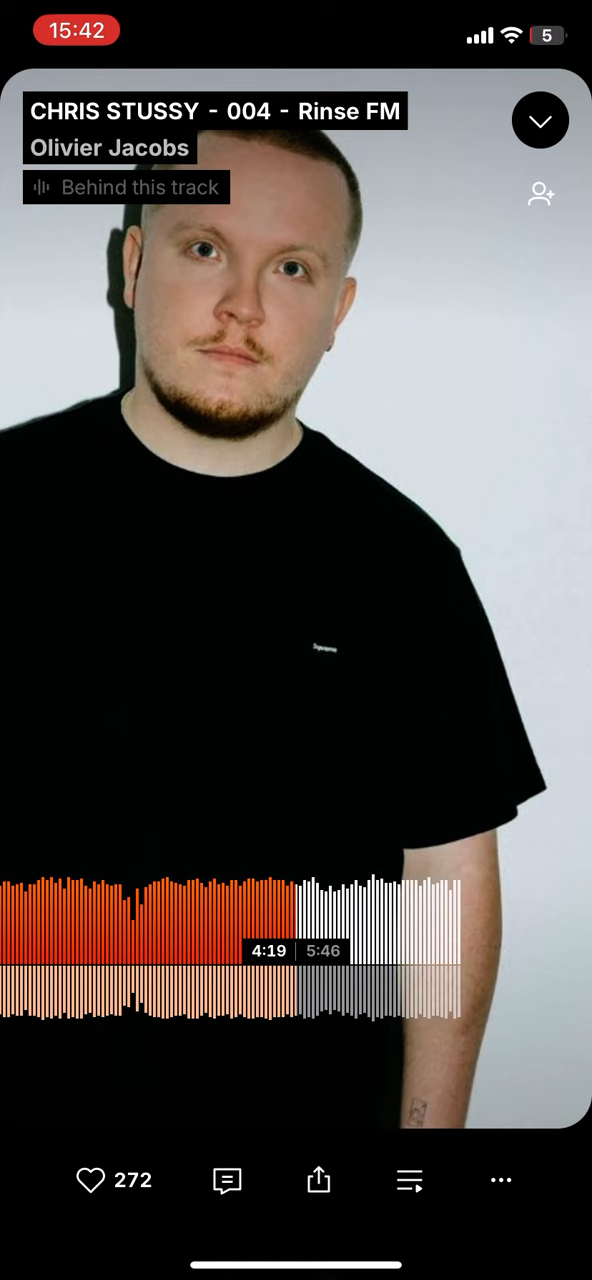 15:42
5
CHRIS STUSSY - 004 - Rinse FM
Olivier Jacobs
Behind this track
Supreme
4:19 | 5:46
272